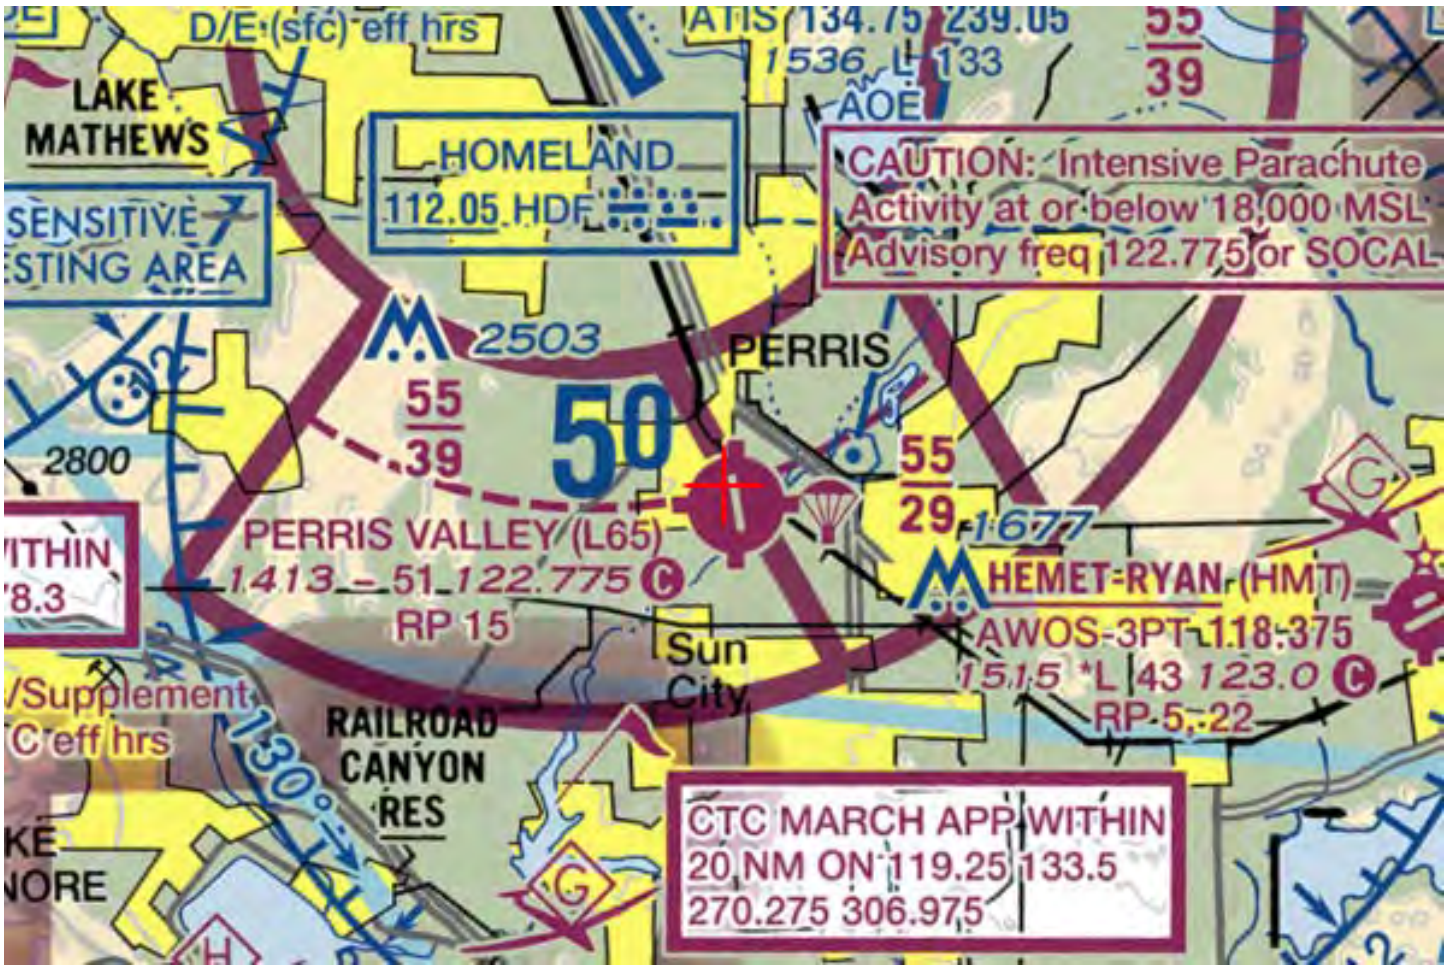 D/E (sfc) eff hrs
ATIS 134.75 239.05
1536 L 133
AOE
55
39
LAKE
MATHEWS
HOMELAND
112.05 HDF
CAUTION: Intensive Parachute
Activity at or below 18,000 MSL
Advisory freq 122.775 or SOCAL
SENSITIVE
ESTING AREA
2503
PERRIS
55
39
50
55
29
2800
G
1677
PERRIS VALLEY (L65)
1413 - 51 122.775 C
RP 15
WITHIN
78.3
HEMET-RYAN (HMT)
AWOS-3PT 118.375
1515 *L 43 123.0 C
RP 5, 22
Sun
City
/Supplement
C eff hrs
RAILROAD
CANYON
RES
130°
CTC MARCH APP WITHIN
20 NM ON 119.25 133.5
270.275 306.975
KE
NORE
G
H